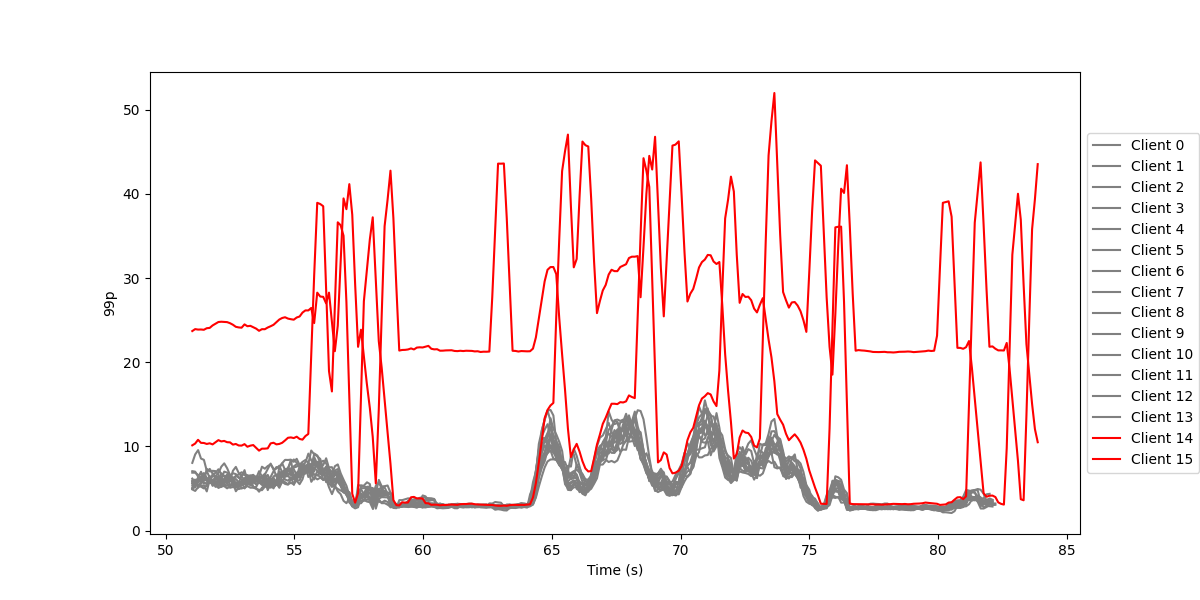 50
40
30
20
10
0
99p
50
55
60
65
70
75
80
85
Time (s)
Client 0
Client 1
Client 2
Client 3
Client 4
Client 5
Client 6
Client 7
Client 8
Client 9
Client 10
Client 11
Client 12
Client 13
Client 14
Client 15